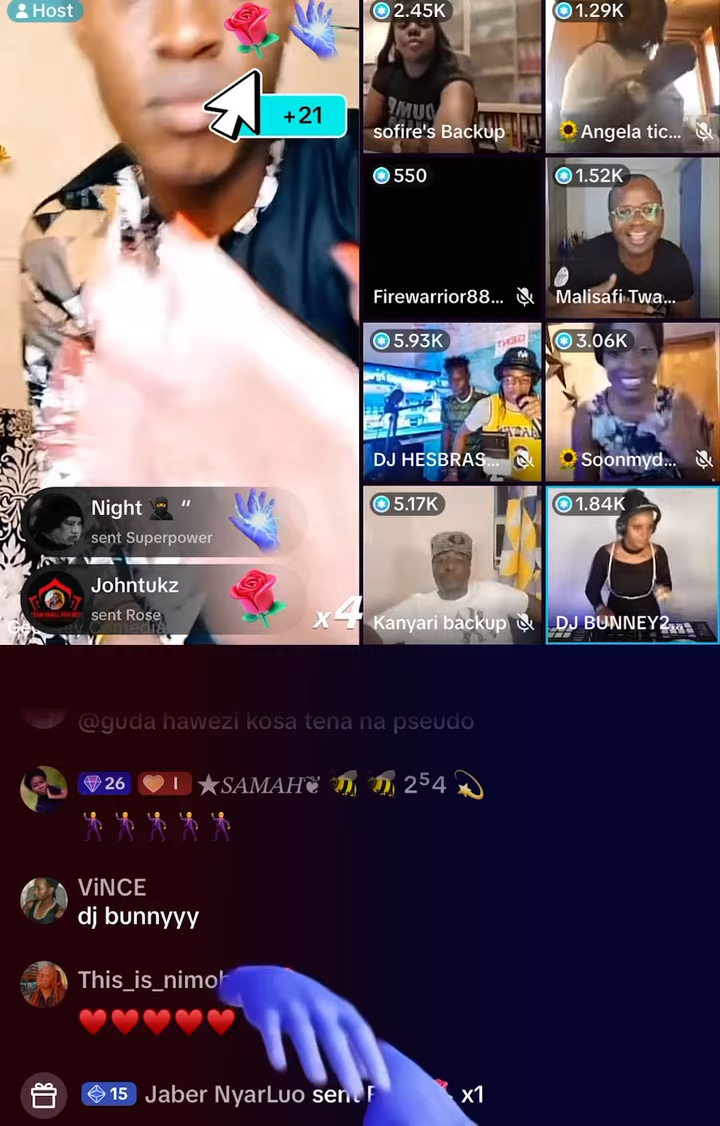 Host
+21
2.45K
sofire's Backup
1.29K
Angela tic...
550
Firewarrior88...
1.52K
Malisafi Twa...
5.93K
DJ HESBRAS...
3.06K
Soonmyd...
5.17K
Kanyari backup
1.84K
DJ BUNNEY2
Night "
sent Superpower
Johntukz
sent Rose
x4
@guda hawezi kosa tena na pseudo
26 I ★SAMAH❦ 2⁵4
ViNCE
dj bunnyyy
15 Jaber NyarLuo sent x1